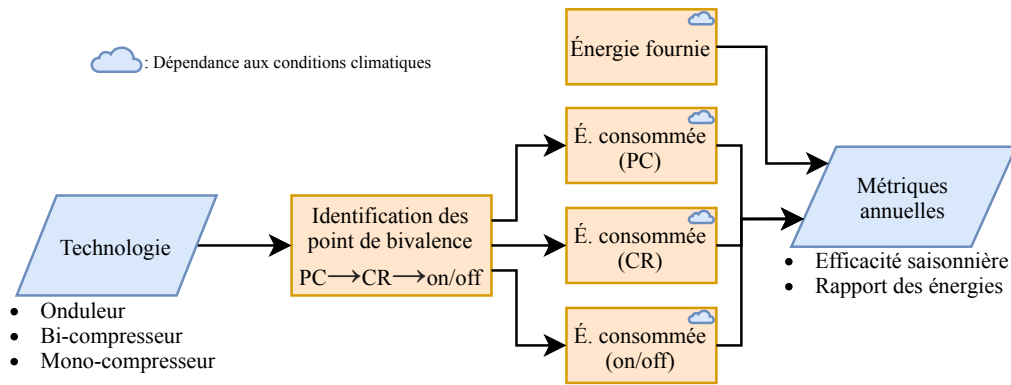 : Dépendance aux conditions climatiques
Énergie fournie
É. consommée
(PC)
Technologie
Identification des
point de bivalence
PC→CR→on/off
É. consommée
(CR)
Métriques
annuelles
• Onduleur
• Bi-compresseur
• Mono-compresseur
É. consommée
(on/off)
• Efficacité saisonnière
• Rapport des énergies